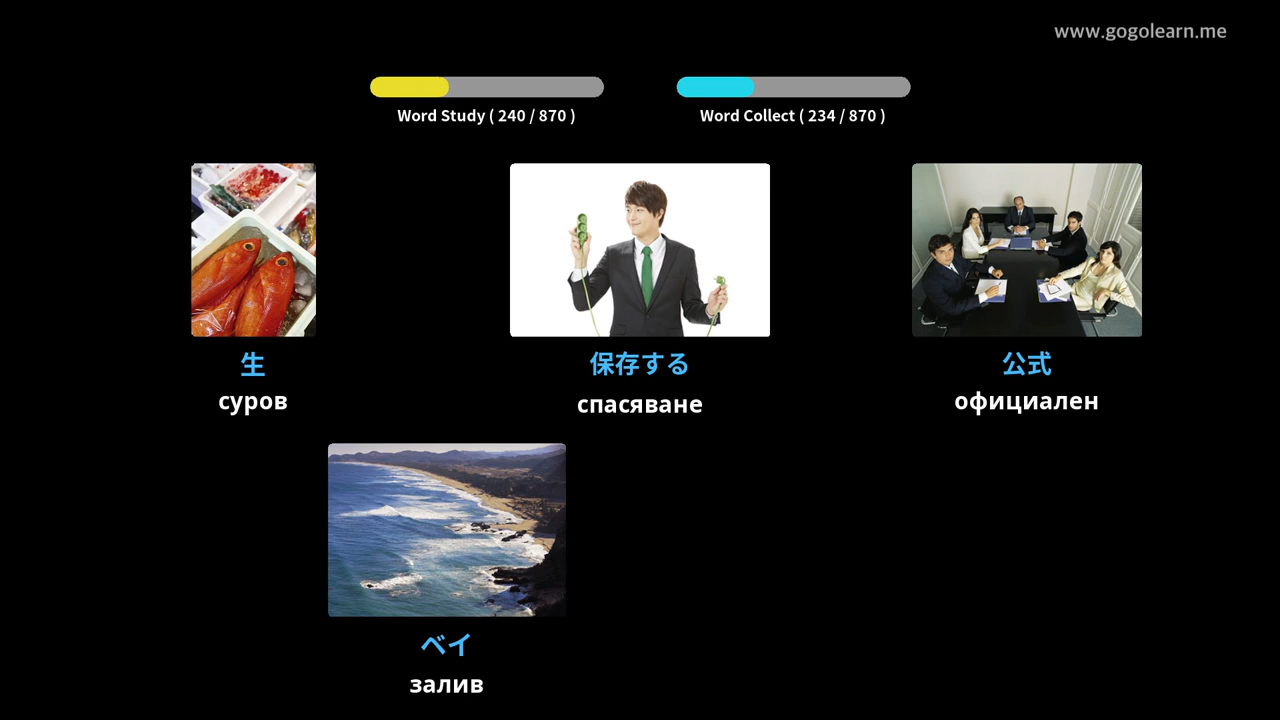 www.gogolearn.me
Word Study ( 240 / 870 )
Word Collect ( 234 / 870 )
生
суров
保存する
спасяване
公式
официален
ベイ
залив